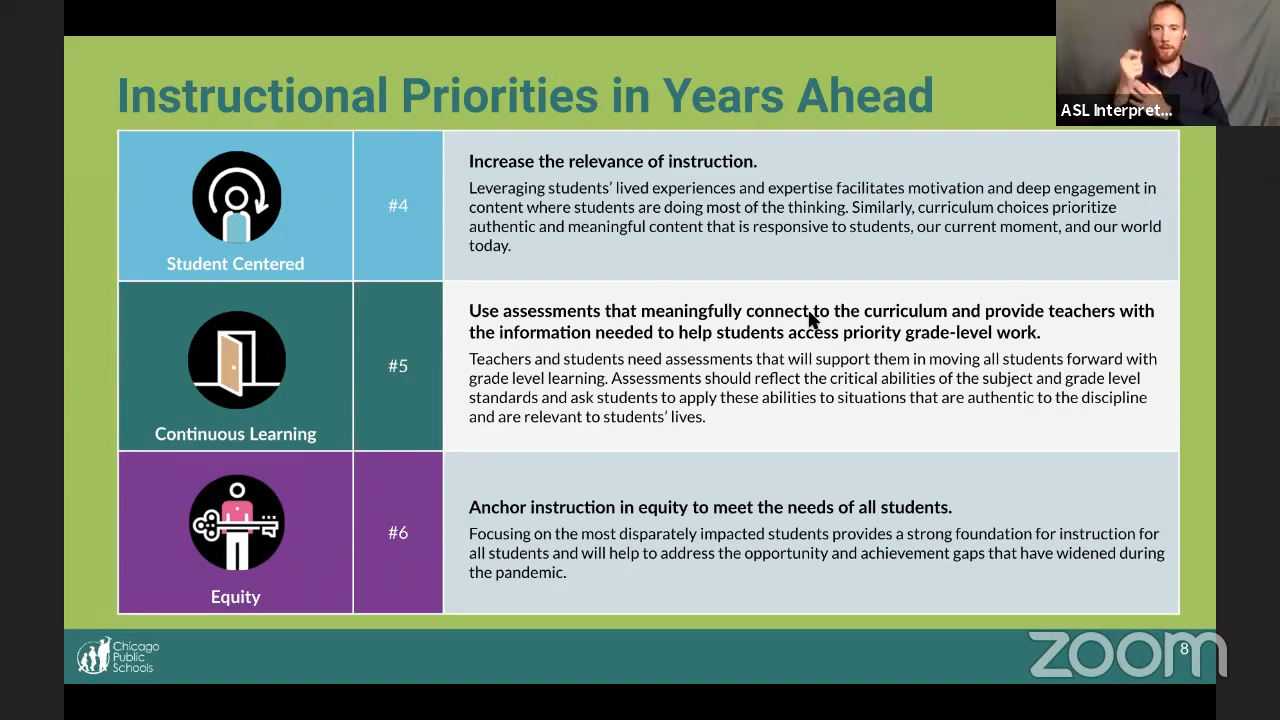 Instructional Priorities in Years Ahead
ASL Interpret...
Student Centered
#4
Increase the relevance of instruction.
Leveraging students’ lived experiences and expertise facilitates motivation and deep engagement in
content where students are doing most of the thinking. Similarly, curriculum choices prioritize
authentic and meaningful content that is responsive to students, our current moment, and our world
today.
Continuous Learning
#5
Use assessments that meaningfully connect to the curriculum and provide teachers with
the information needed to help students access priority grade-level work.
Teachers and students need assessments that will support them in moving all students forward with
grade level learning. Assessments should reflect the critical abilities of the subject and grade level
standards and ask students to apply these abilities to situations that are authentic to the discipline
and are relevant to students’ lives.
Equity
#6
Anchor instruction in equity to meet the needs of all students.
Focusing on the most disparately impacted students provides a strong foundation for instruction for
all students and will help to address the opportunity and achievement gaps that have widened during
the pandemic.
Chicago
Public
Schools
zoom
8